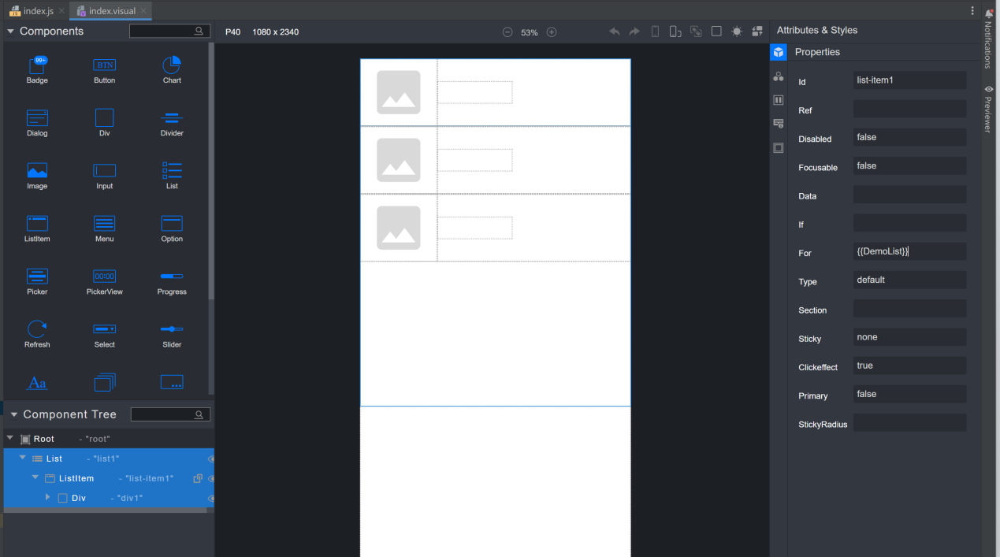 JS index.js
V index.visual
Components
P40 1080 x 2340
53%
Attributes & Styles
Notifications
Previewer
99+
Badge
BTN
Button
Chart
Dialog
Div
Divider
Image
Input
List
ListItem
Menu
Option
Picker
00:00
PickerView
Progress
Refresh
Select
Slider
Aa
Component Tree
Root - "root"
List - "list1"
ListItem - "list-item1"
Div - "div1"
Properties
Id list-item1
Ref
Disabled false
Focusable false
Data
If
For {{DemoList}}
Type default
Section
Sticky none
Clickeffect true
Primary false
StickyRadius